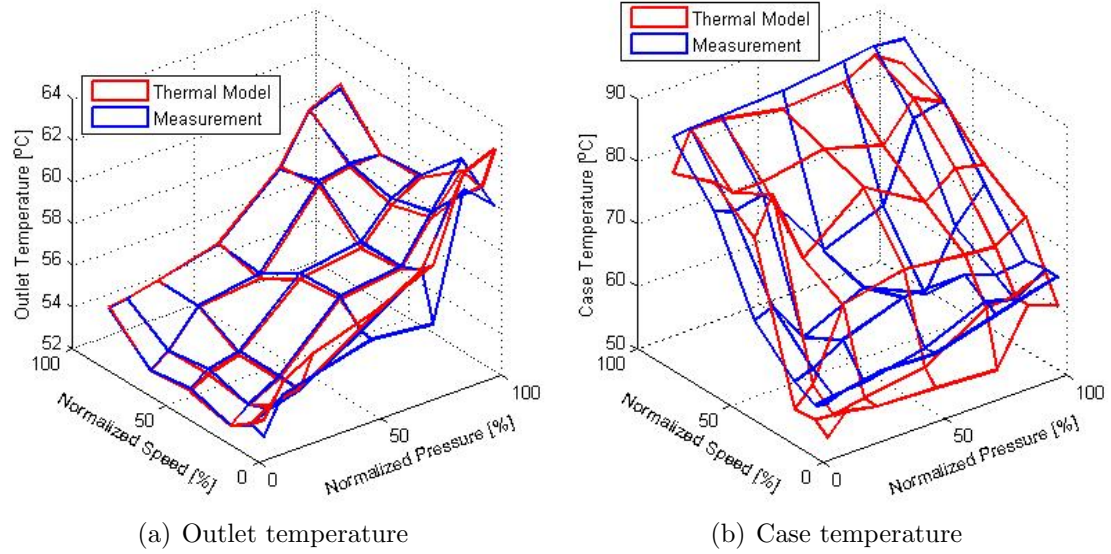 Thermal Model
Measurement
64
62
60
58
56
54
52
Outlet Temperature [ºC]
100
50
0
Normalized Speed [%]
0
50
100
Normalized Pressure [%]
(a) Outlet temperature
Thermal Model
Measurement
90
80
70
60
50
Case Temperature [ºC]
100
50
0
Normalized Speed [%]
0
50
100
Normalized Pressure [%]
(b) Case temperature